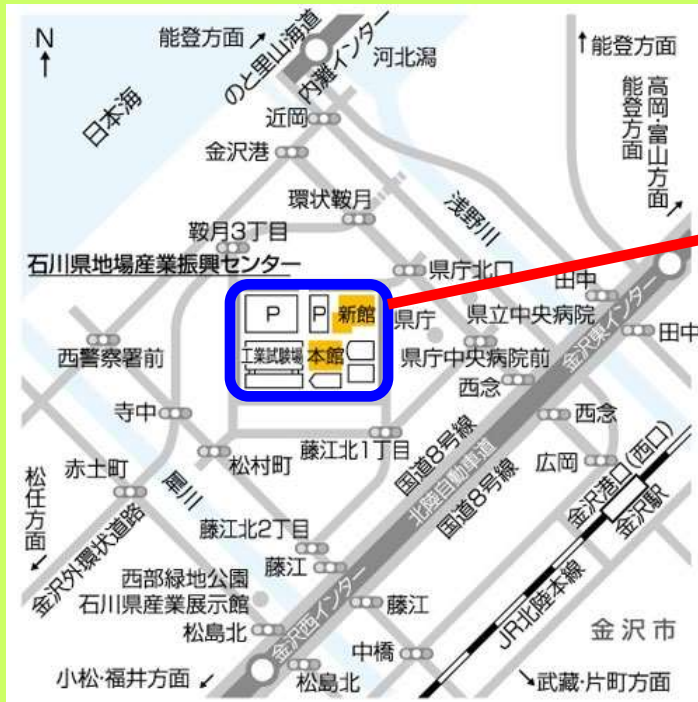 N
能登方面
のと里山海道
内灘インター
河北潟
能登方面
高岡・富山方面
能登方面
日本海
近岡
金沢港
環状鞍月
浅野川
鞍月3丁目
石川県地場産業振興センター
県庁北口
田中
P
P
新館
県庁
県立中央病院
金沢東インター
田中
西警察署前
工業試験場
本館
県庁中央病院前
西念
寺中
西念
藤江北1丁目
国道8号線
北陸自動車道
国道8号線
広岡
金沢港口(西口)
金沢駅
松任方面
赤土町
松村町
犀川
金沢外環状道路
藤江北2丁目
藤江
西部緑地公園
石川県産業展示館
藤江
JR北陸本線
金沢市
松島北
金沢西インター
中橋
小松・福井方面
松島北
武蔵・片町方面